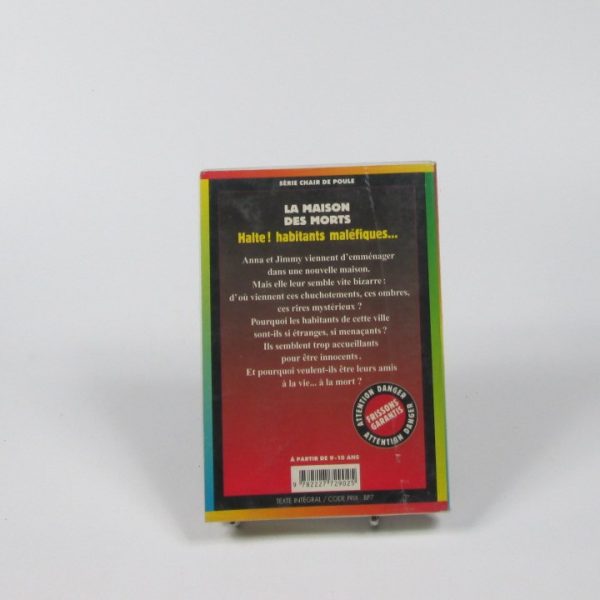 SÉRIE CHAIR DE POULE
LA MAISON
DES MORTS
Halte! habitants maléfiques...
Anna et Jimmy viennent d'emménager
dans une nouvelle maison.
Mais elle leur semble vite bizarre :
d'où viennent ces chuchotements, ces ombres,
ces rires mystérieux ?
Pourquoi les habitants de cette ville
sont-ils si étranges, si menaçants ?
Ils semblent trop accueillants
pour être innocents.
Et pourquoi veulent-ils être leurs amis
à la vie... à la mort ?
ATTENTION DANGER
FRISSONS
GARANTIS
ATTENTION DANGER
À PARTIR DE 9-10 ANS
9 782227 729025
TEXTE INTÉGRAL / CODE PRIX : BP7